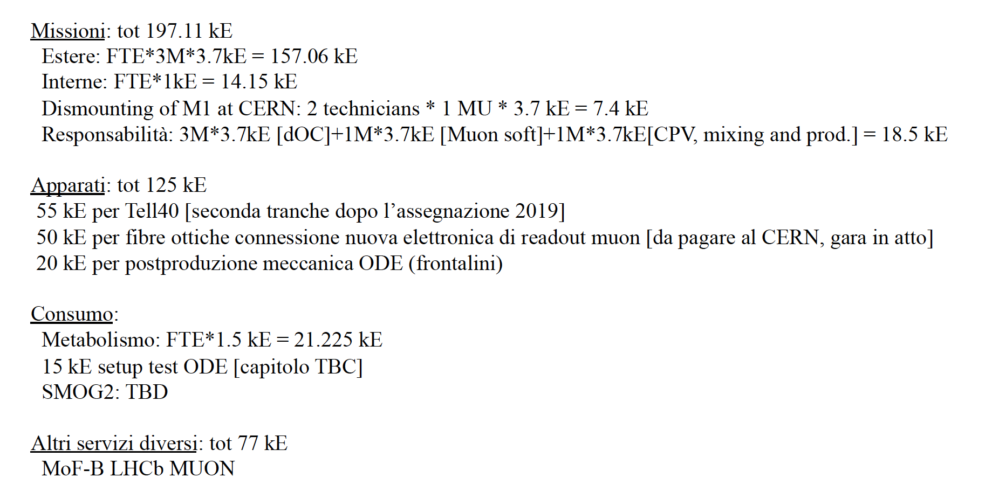 Missioni: tot 197.11 kE
Estere: FTE*3M*3.7kE = 157.06 kE
Interne: FTE*1kE = 14.15 kE
Dismounting of M1 at CERN: 2 technicians * 1 MU * 3.7 kE = 7.4 kE
Responsabilità: 3M*3.7kE [dOC]+1M*3.7kE [Muon soft]+1M*3.7kE[CPV, mixing and prod.] = 18.5 kE
Apparati: tot 125 kE
55 kE per Tell40 [seconda tranche dopo l’assegnazione 2019]
50 kE per fibre ottiche connessione nuova elettronica di readout muon [da pagare al CERN, gara in atto]
20 kE per postproduzione meccanica ODE (frontalini)
Consumo:
Metabolismo: FTE*1.5 kE = 21.225 kE
15 kE setup test ODE [capitolo TBC]
SMOG2: TBD
Altri servizi diversi: tot 77 kE
MoF-B LHCb MUON